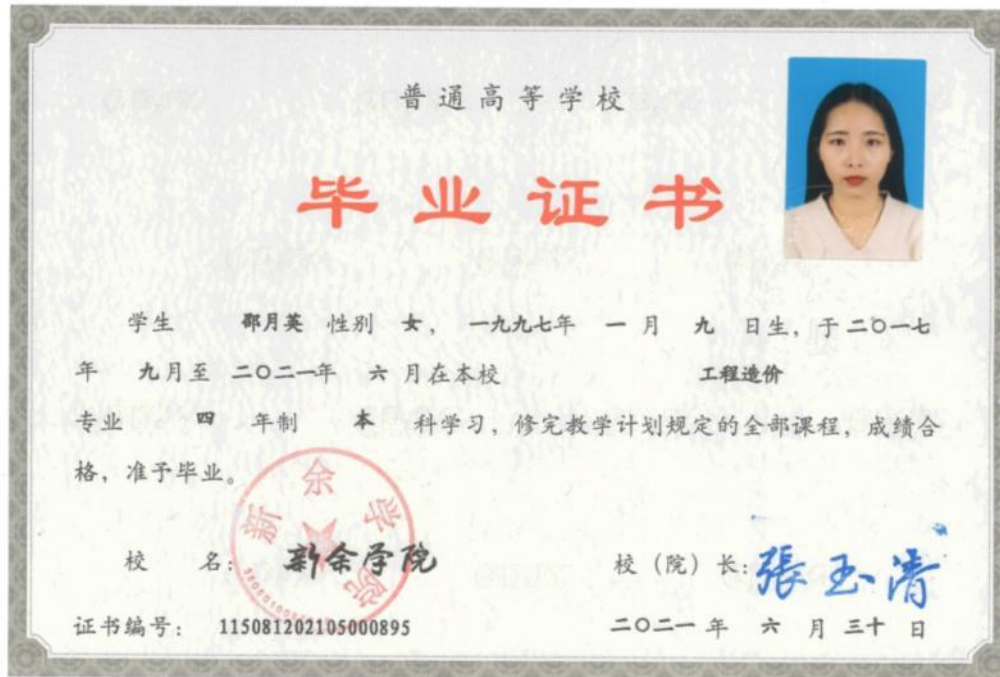 普通高等学校
毕业证书
学生 邵月英 性别 女， 一九九七年 一 月 九 日生，于二〇一七
年 九月至 二〇二一年 六 月在本校 工程造价
专业 四 年制 本 科学习，修完教学计划规定的全部课程，成绩合
格，准予毕业。
新余学院
校 名： 新余学院 校（院）长：張玉清
证书编号： 115081202105000895 二〇二一 年 六 月 三十 日